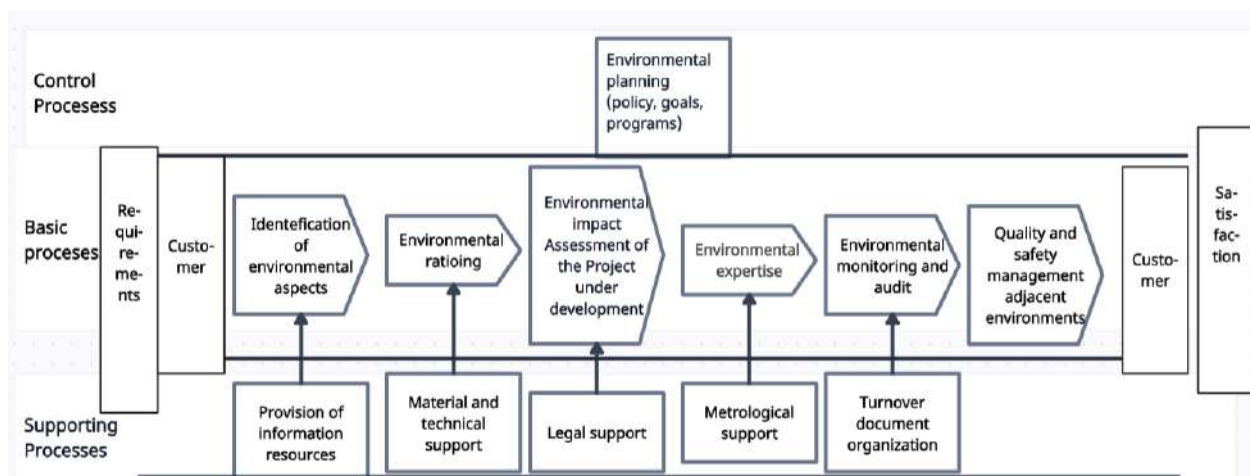 Control
Procesess
Environmental
planning
(policy, goals,
programs)
Basic
proceses
Re-
qui-
re-
me-
nts
Custo-
mer
Identefication
of
environmental
aspects
Environmental
ratioing
Environmental
impact
Assessment of
the Project
under
development
Environmental
expertise
Environmental
monitoring and
audit
Quality and
safety
management
adjacent
environments
Custo-
mer
Sa-
tis-
fac-
tion
Supporting
Processes
Provision of
information
resources
Material and
technical
support
Legal support
Metrological
support
Turnover
document
organization